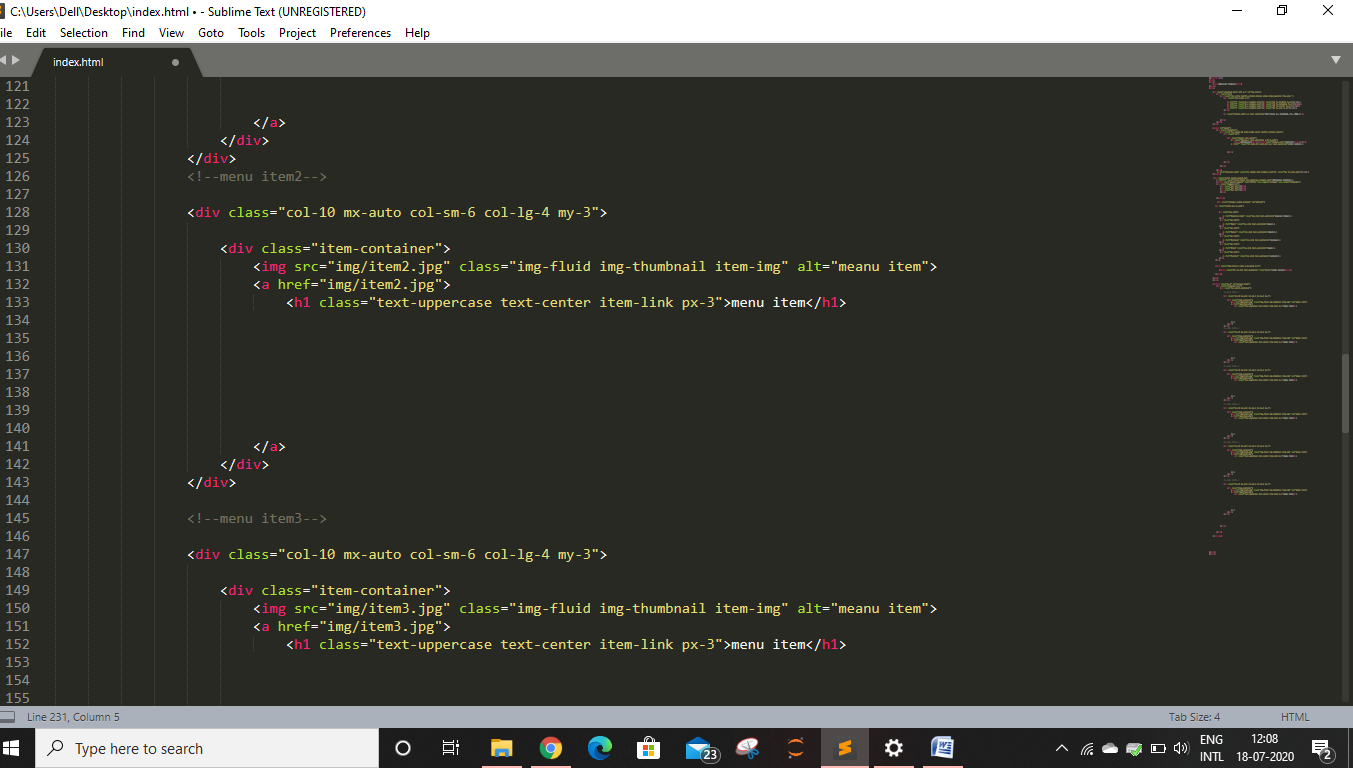 C:\Users\Dell\Desktop\index.html • - Sublime Text (UNREGISTERED)
ile Edit Selection Find View Goto Tools Project Preferences Help
index.html
121
122
123 </a>
124 </div>
125 </div>
126 <!--menu item2-->
127
128 <div class="col-10 mx-auto col-sm-6 col-lg-4 my-3">
129
130 <div class="item-container">
131 <img src="img/item2.jpg" class="img-fluid img-thumbnail item-img" alt="meanu item">
132 <a href="img/item2.jpg">
133 <h1 class="text-uppercase text-center item-link px-3">menu item</h1>
134
135
136
137
138
139
140
141 </a>
142 </div>
143 </div>
144
145 <!--menu item3-->
146
147 <div class="col-10 mx-auto col-sm-6 col-lg-4 my-3">
148
149 <div class="item-container">
150 <img src="img/item3.jpg" class="img-fluid img-thumbnail item-img" alt="meanu item">
151 <a href="img/item3.jpg">
152 <h1 class="text-uppercase text-center item-link px-3">menu item</h1>
153
154
155
Line 231, Column 5 Tab Size: 4 HTML
Type here to search 23 ENG 12:08
INTL 18-07-2020 2